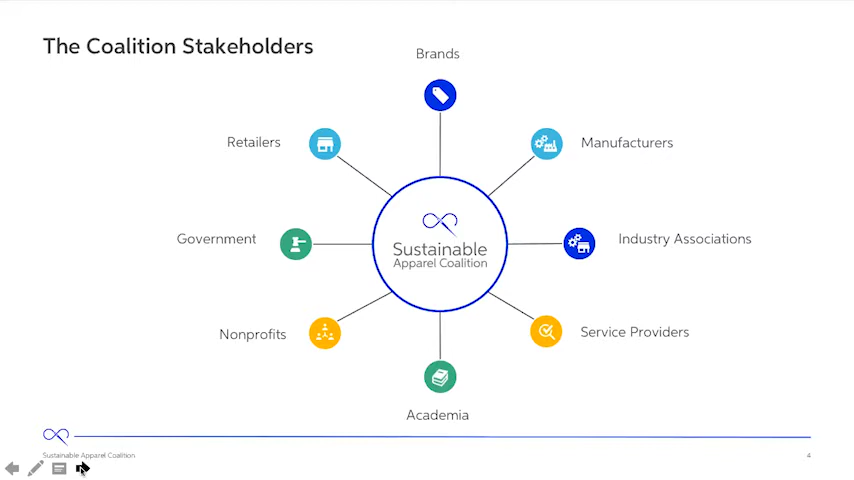 The Coalition Stakeholders
Brands
Retailers
Manufacturers
Government
Sustainable
Apparel Coalition
Industry Associations
Nonprofits
Service Providers
Academia
Sustainable Apparel Coalition
4